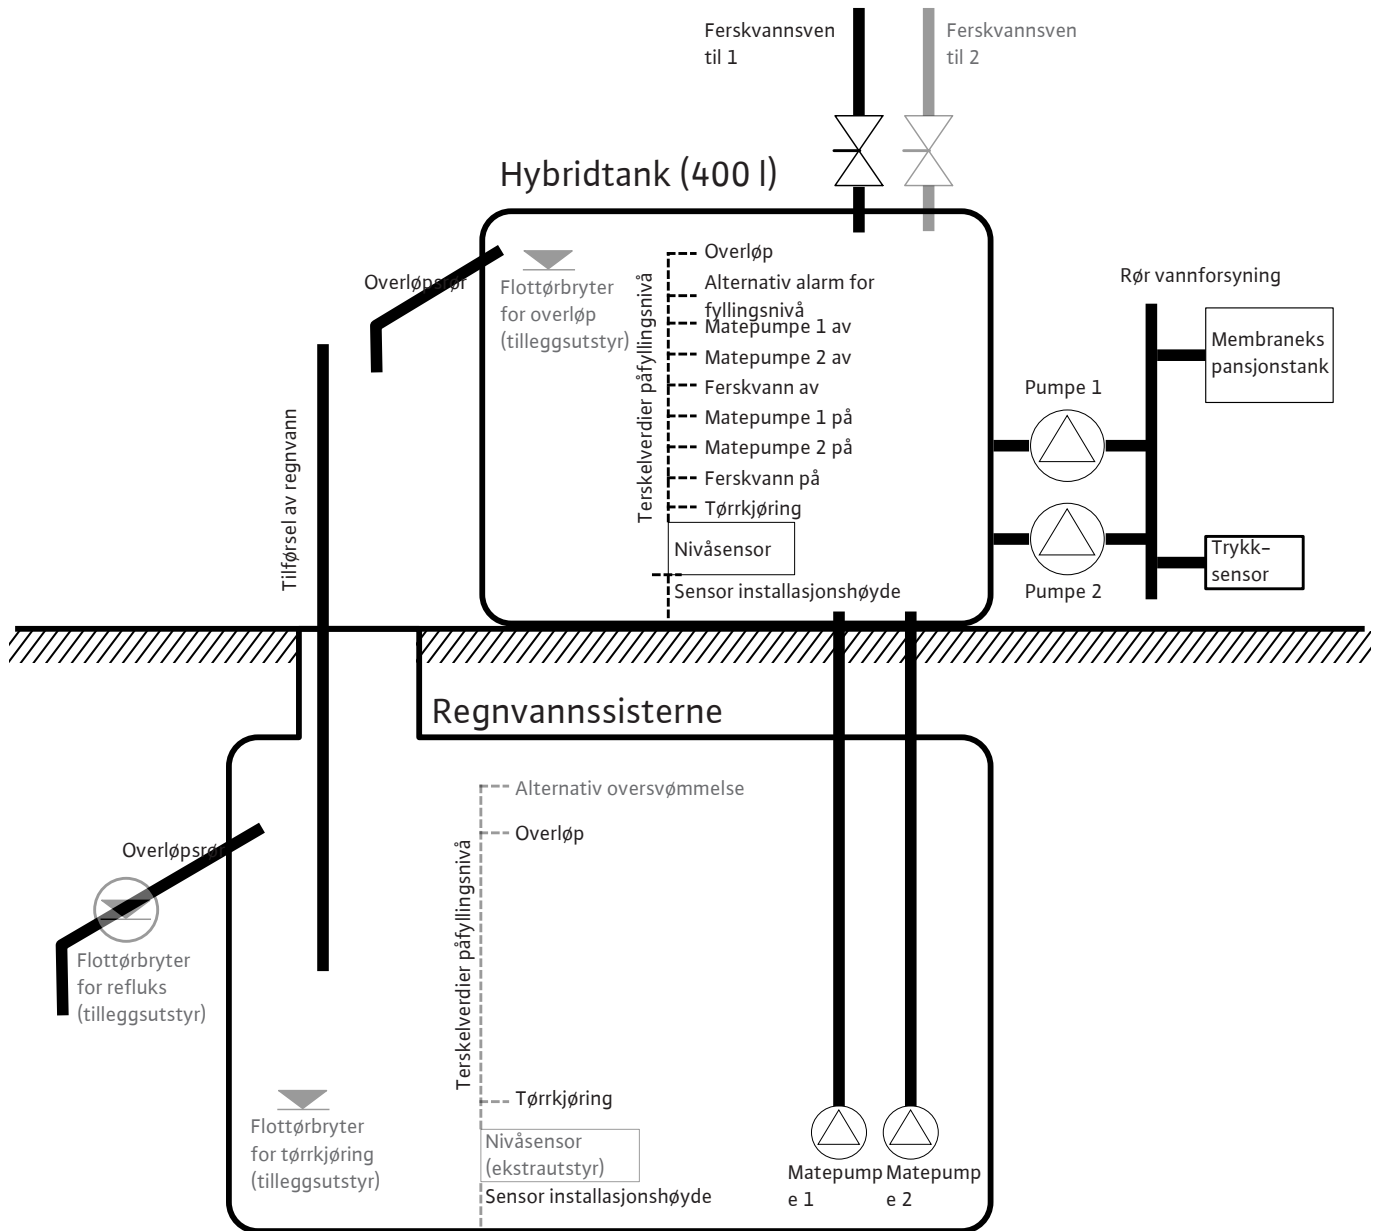 Ferskvannsven
til 1
Ferskvannsven
til 2
Hybridtank (400 l)
Overløpsrør
Flottørbryter
for overløp
(tilleggsutstyr)
Terskelverdier påfyllingsnivå
Overløp
Alternativ alarm for
fyllingsnivå
Matepumpe 1 av
Matepumpe 2 av
Ferskvann av
Matepumpe 1 på
Matepumpe 2 på
Ferskvann på
Tørrkjøring
Nivåsensor
Sensor installasjonshøyde
Rør vannforsyning
Membraneks
pansjonstank
Pumpe 1
Pumpe 2
Trykk–
sensor
Tilførsel av regnvann
Regnvannssisterne
Alternativ oversvømmelse
Overløp
Terskelverdier påfyllingsnivå
Overløpsrør
Flottørbryter
for refluks
(tilleggsutstyr)
Tørrkjøring
Flottørbryter
for tørrkjøring
(tilleggsutstyr)
Nivåsensor
(ekstrautstyr)
Sensor installasjonshøyde
Matepump
e 1
Matepump
e 2